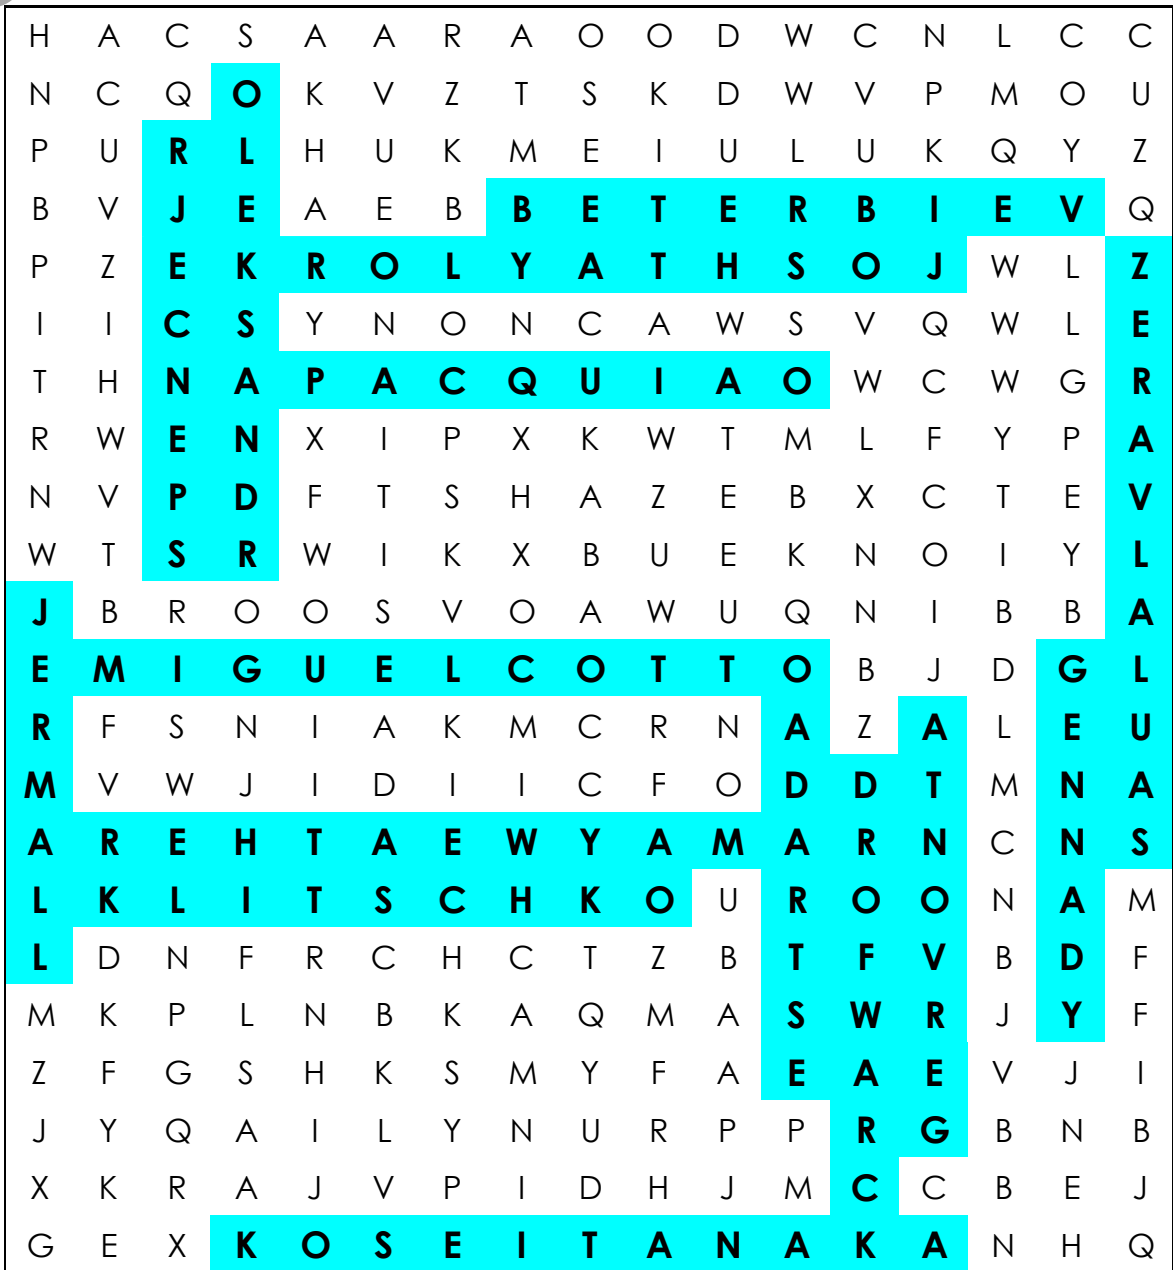 H A C S A A R A O O D W C N L C C
N C Q O K V Z T S K D W V P M O U
P U R L H U K M E I U L U K Q Y Z
B V J E A E B B E T E R B I E V Q
P Z E K R O L Y A T H S O J W L Z
I I C S Y N O N C A W S V Q W L E
T H N A P A C Q U I A O W C W G R
R W E N X I P X K W T M L F Y P A
N V P D F T S H A Z E B X C T E V
W T S R W I K X B U E K N O I Y L
J B R O O S V O A W U Q N I B B A
E M I G U E L C O T T O B J D G L
R F S N I A K M C R N A Z A L E U
M V W J I D I I C F O D D T M N A
A R E H T A E W Y A M A R N C N S
L K L I T S C H K O U R O O N A M
L D N F R C H C T Z B T F V B D F
M K P L N B K A Q M A S W R J Y F
Z F G S H K S M Y F A E A E V J I
J Y Q A I L Y N U R P P R G B N B
X K R A J V P I D H J M C C B E J
G E X K O S E I T A N A K A N H Q